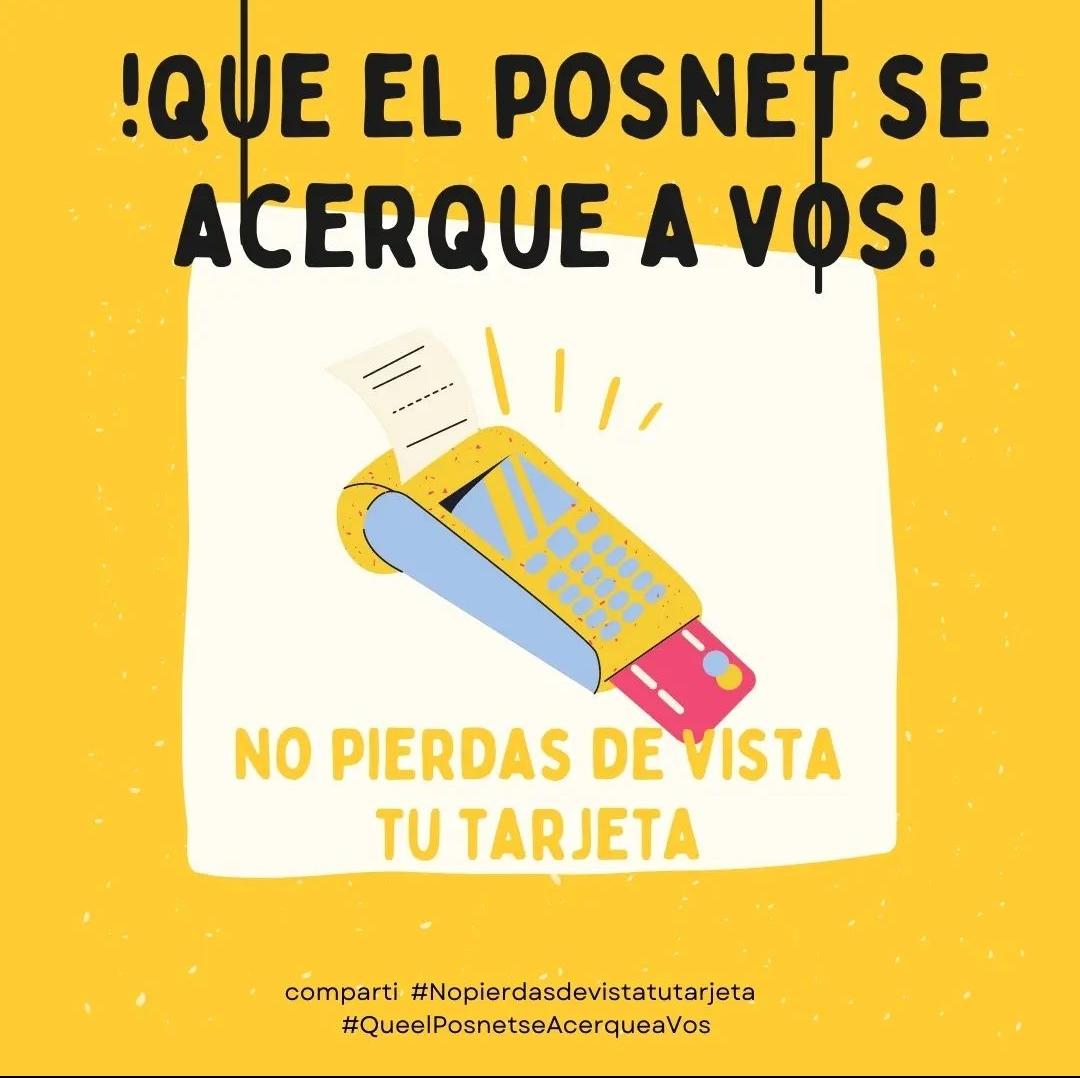 !QUE EL POSNET SE
ACERQUE A VOS!
NO PIERDAS DE VISTA
TU TARJETA
comparti #Nopierdasdevistatutarjeta
#QueelPosnetseAcerqueaVos